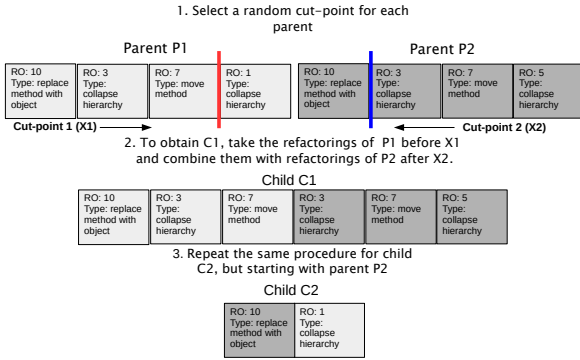 1. Select a random cut-point for each
parent
Parent P1
Parent P2
RO: 10
Type: replace
method with
object
RO: 3
Type:
collapse
hierarchy
RO: 7
Type: move
method
RO: 1
Type:
collapse
hierarchy
RO: 10
Type: replace
method with
object
RO: 3
Type:
collapse
hierarchy
RO: 7
Type: move
method
RO: 5
Type:
collapse
hierarchy
Cut-point 1 (X1)
Cut-point 2 (X2)
2. To obtain C1, take the refactorings of P1 before X1
and combine them with refactorings of P2 after X2.
Child C1
RO: 10
Type: replace
method with
object
RO: 3
Type:
collapse
hierarchy
RO: 7
Type: move
method
RO: 3
Type:
collapse
hierarchy
RO: 7
Type: move
method
RO: 5
Type:
collapse
hierarchy
3. Repeat the same procedure for child
C2, but starting with parent P2
Child C2
RO: 10
Type: replace
method with
object
RO: 1
Type:
collapse
hierarchy